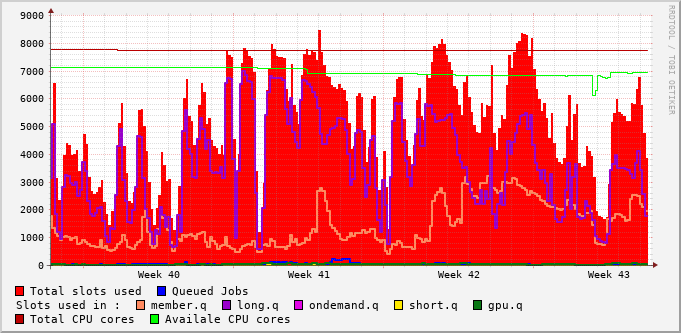 9000
8000
7000
6000
5000
4000
3000
2000
1000
0
Week 40 Week 41 Week 42 Week 43
Total slots used Queued Jobs
Slots used in : member.q long.q ondemand.q short.q gpu.q
Total CPU cores Availale CPU cores
RRDTOOL / TOBI OETIKER